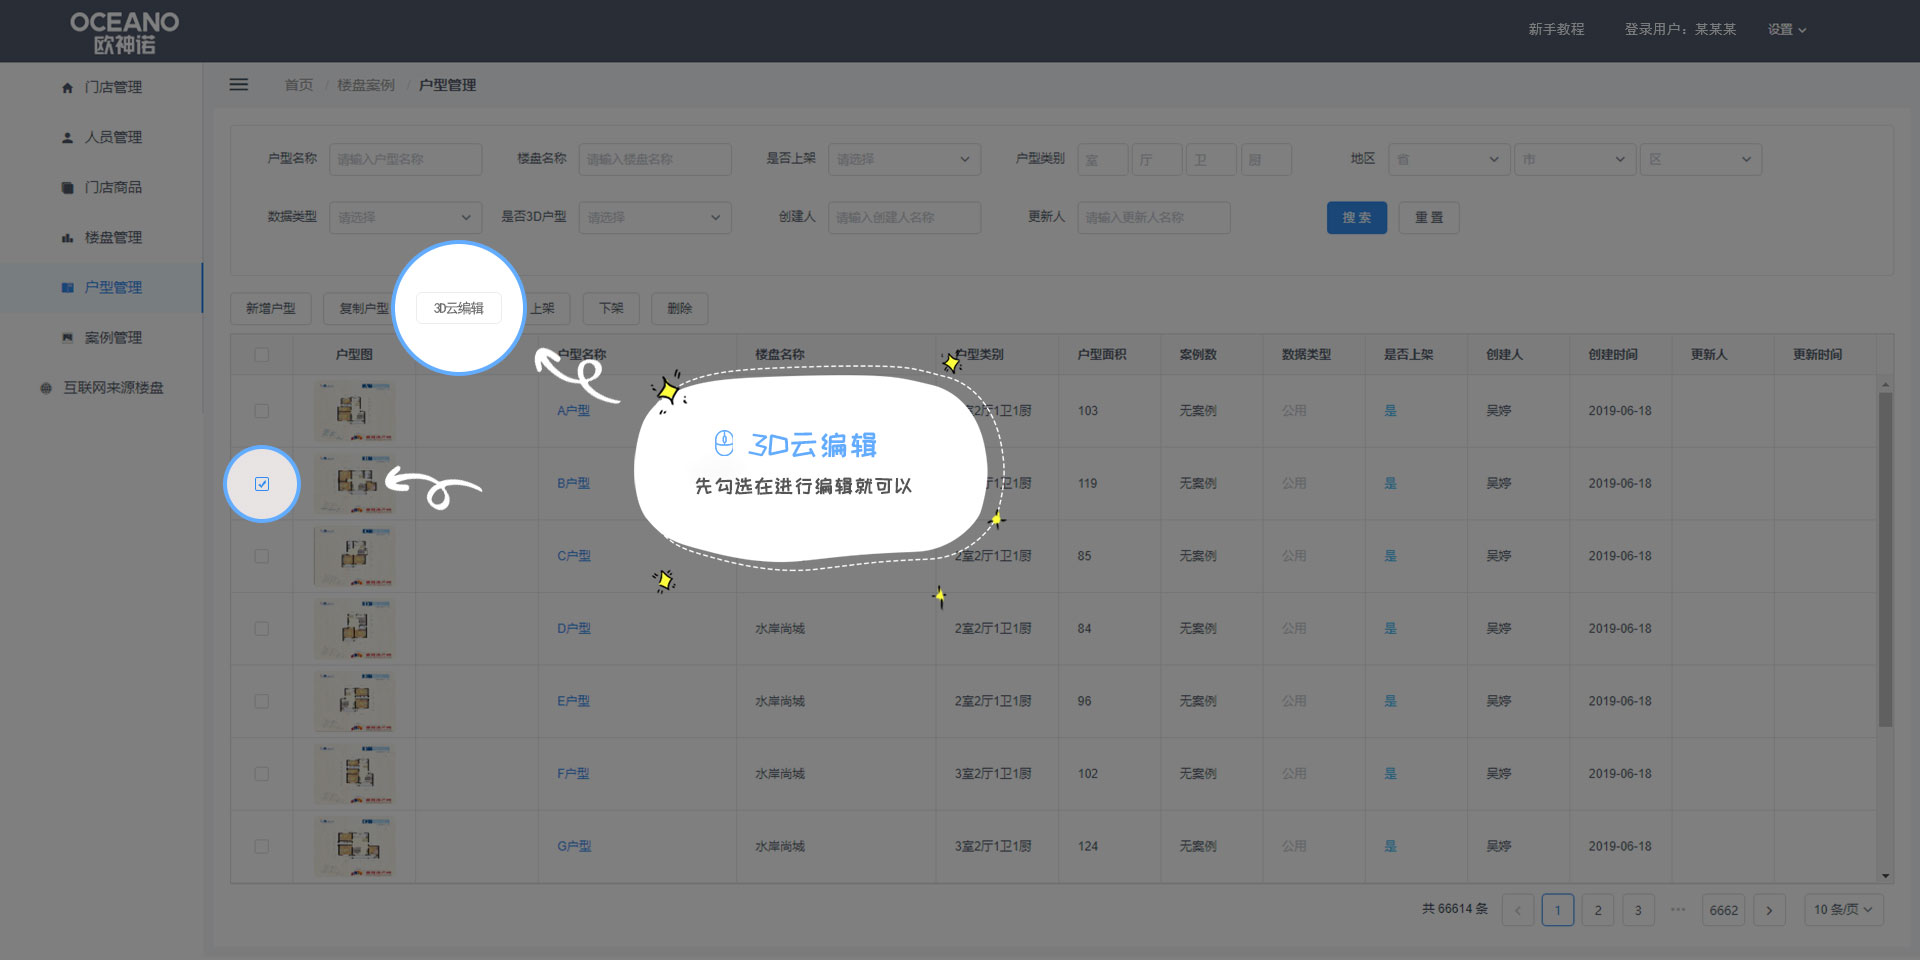 OCEANO
欧神诺
新手教程 登录用户：某某某 设置
门店管理
人员管理
门店商品
楼盘管理
户型管理
案例管理
互联网来源楼盘
首页 / 楼盘案例 / 户型管理
户型名称 请输入户型名称 楼盘名称 请输入楼盘名称 是否上架 请选择 户型类别 室 厅 卫 厨 地区 省 市 区
数据类型 请选择 是否3D户型 请选择 创建人 请输入创建人名称 更新人 请输入更新人名称 搜索 重置
新增户型 复制户型 3D云编辑 上架 下架 删除
户型图 户型名称 楼盘名称 户型类别 户型面积 案例数 数据类型 是否上架 创建人 创建时间 更新人 更新时间
A户型 室2厅1卫1厨 103 无案例 公用 是 吴婷 2019-06-18
3D云编辑
先勾选在进行编辑就可以
B户型 厅1卫1厨 119 无案例 公用 是 吴婷 2019-06-18
C户型 2室2厅1卫1厨 85 无案例 公用 是 吴婷 2019-06-18
D户型 水岸尚城 2室2厅1卫1厨 84 无案例 公用 是 吴婷 2019-06-18
E户型 水岸尚城 2室2厅1卫1厨 96 无案例 公用 是 吴婷 2019-06-18
F户型 水岸尚城 3室2厅1卫1厨 102 无案例 公用 是 吴婷 2019-06-18
G户型 水岸尚城 3室2厅1卫1厨 124 无案例 公用 是 吴婷 2019-06-18
共 66614 条 1 2 3 ••• 6662 10 条/页